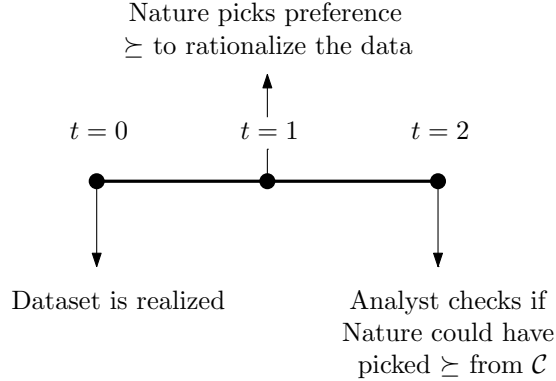 Nature picks preference
⪰ to rationalize the data
t = 0
t = 1
t = 2
Dataset is realized
Analyst checks if
Nature could have
picked ⪰ from 𝒞